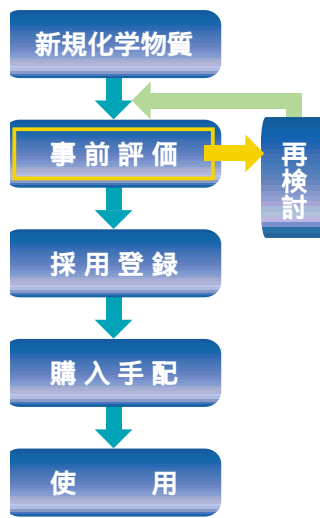 新規化学物質
事前評価
再検討
採用登録
購入手配
使用